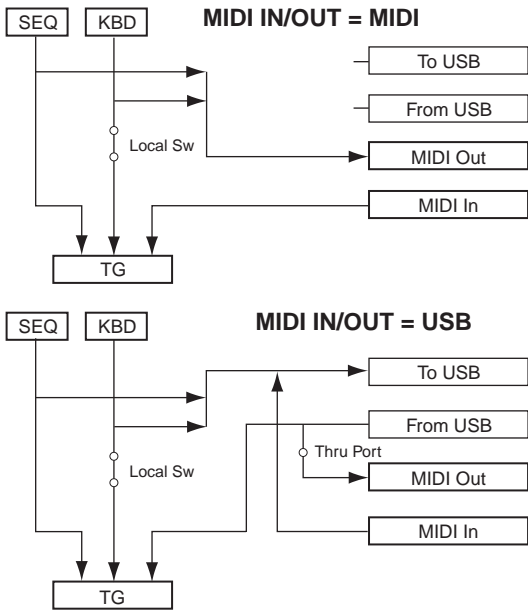 SEQ KBD MIDI IN/OUT = MIDI
To USB
From USB
Local Sw
MIDI Out
MIDI In
TG
SEQ KBD MIDI IN/OUT = USB
To USB
From USB
Thru Port
Local Sw
MIDI Out
MIDI In
TG